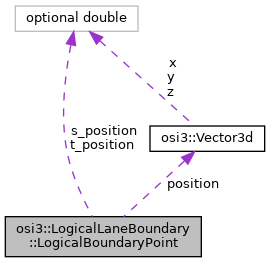 optional double
x
y
z
s_position
t_position
osi3::Vector3d
position
osi3::LogicalLaneBoundary
::LogicalBoundaryPoint